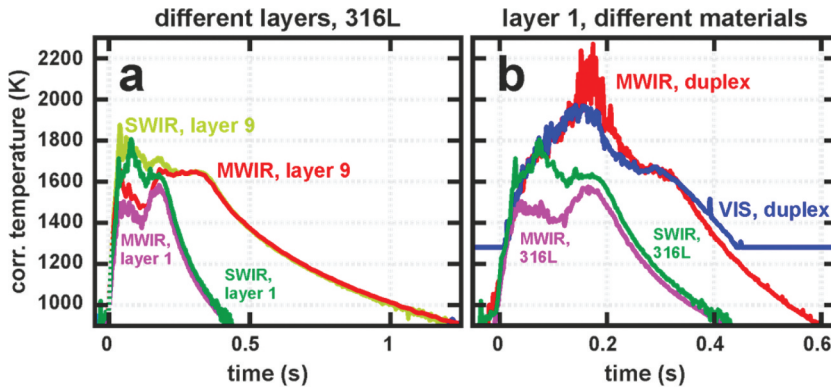 different layers, 316L
layer 1, different materials
corr. temperature (K)
2200
2000
1800
1600
1400
1200
1000
a
SWIR, layer 9
MWIR, layer 9
MWIR,
layer 1
SWIR,
layer 1
0
0.5
1
time (s)
b
MWIR, duplex
VIS, duplex
MWIR,
316L
SWIR,
316L
0
0.2
0.4
0.6
time (s)